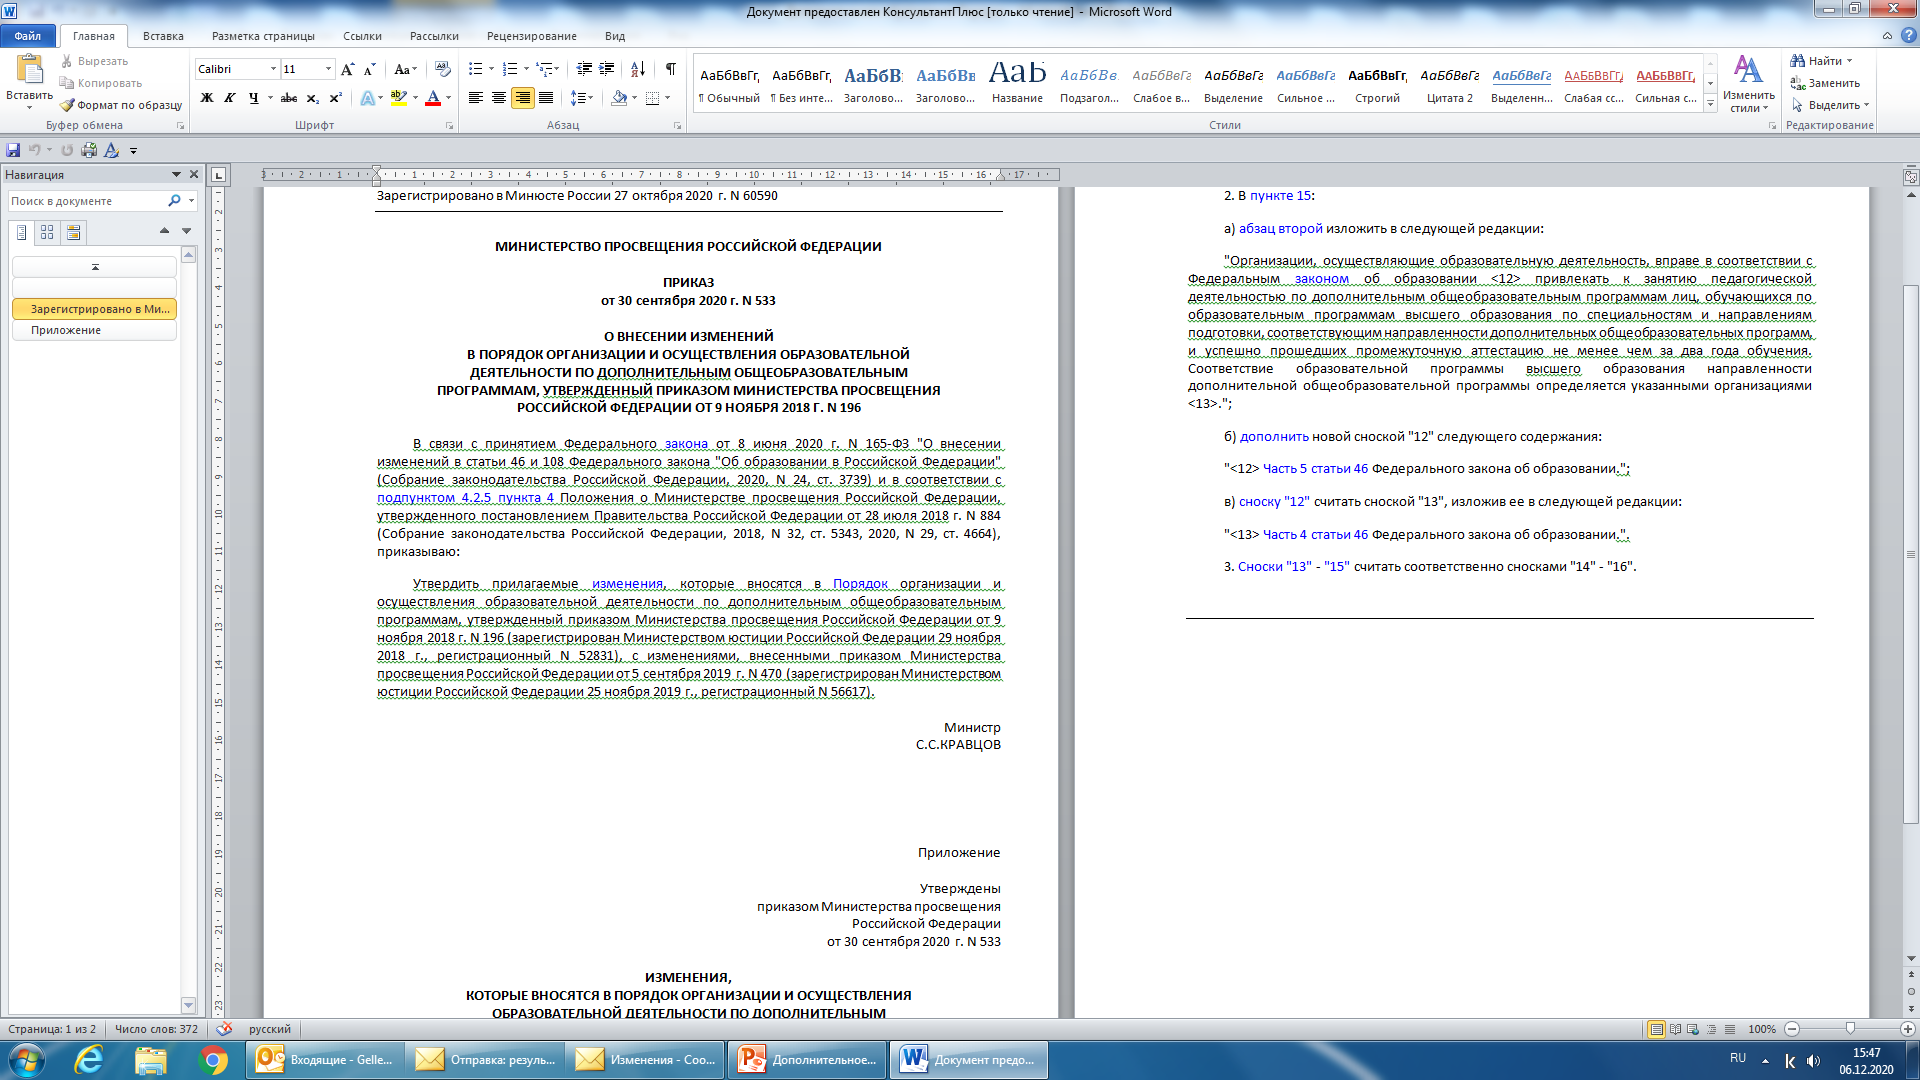 Документ предоставлен КонсультантПлюс [только чтение] - Microsoft Word
Файл Главная Вставка Разметка страницы Ссылки Рассылки Рецензирование Вид
Вставить
Вырезать
Копировать
Формат по образцу
Буфер обмена
Calibri 11
Шрифт
Абзац
АаБбВвГг, АаБбВвГг, АаБбВ АаБбВв АаБ АаБбВв АаБбВвГг АаБбВвГг АаБбВвГг АаБбВвГг, АаБбВвГг АаБбВвГг ААББВВГГ, ААББВВГГ,
¶ Обычный ¶ Без инте... Заголово... Заголово... Название Подзагол... Слабое в... Выделение Сильное ... Строгий Цитата 2 Выделенн... Слабая сс... Сильная с...
Стили
Изменить стили
Найти
Заменить
Выделить
Редактирование
Навигация
Поиск в документе
Зарегистрировано в Ми...
Приложение
Зарегистрировано в Минюсте России 27 октября 2020 г. N 60590
МИНИСТЕРСТВО ПРОСВЕЩЕНИЯ РОССИЙСКОЙ ФЕДЕРАЦИИ
ПРИКАЗ
от 30 сентября 2020 г. N 533
О ВНЕСЕНИИ ИЗМЕНЕНИЙ
В ПОРЯДОК ОРГАНИЗАЦИИ И ОСУЩЕСТВЛЕНИЯ ОБРАЗОВАТЕЛЬНОЙ
ДЕЯТЕЛЬНОСТИ ПО ДОПОЛНИТЕЛЬНЫМ ОБЩЕОБРАЗОВАТЕЛЬНЫМ
ПРОГРАММАМ, УТВЕРЖДЕННЫЙ ПРИКАЗОМ МИНИСТЕРСТВА ПРОСВЕЩЕНИЯ
РОССИЙСКОЙ ФЕДЕРАЦИИ ОТ 9 НОЯБРЯ 2018 Г. N 196
В связи с принятием Федерального закона от 8 июня 2020 г. N 165-ФЗ "О внесении
изменений в статьи 46 и 108 Федерального закона "Об образовании в Российской Федерации"
(Собрание законодательства Российской Федерации, 2020, N 24, ст. 3739) и в соответствии с
подпунктом 4.2.5 пункта 4 Положения о Министерстве просвещения Российской Федерации,
утвержденного постановлением Правительства Российской Федерации от 28 июля 2018 г. N 884
(Собрание законодательства Российской Федерации, 2018, N 32, ст. 5343, 2020, N 29, ст. 4664),
приказываю:
Утвердить прилагаемые изменения, которые вносятся в Порядок организации и
осуществления образовательной деятельности по дополнительным общеобразовательным
программам, утвержденный приказом Министерства просвещения Российской Федерации от 9
ноября 2018 г. N 196 (зарегистрирован Министерством юстиции Российской Федерации 29 ноября
2018 г., регистрационный N 52831), с изменениями, внесенными приказом Министерства
просвещения Российской Федерации от 5 сентября 2019 г. N 470 (зарегистрирован Министерством
юстиции Российской Федерации 25 ноября 2019 г., регистрационный N 56617).
Министр
С.С.КРАВЦОВ
Приложение
Утверждены
приказом Министерства просвещения
Российской Федерации
от 30 сентября 2020 г. N 533
ИЗМЕНЕНИЯ,
КОТОРЫЕ ВНОСЯТСЯ В ПОРЯДОК ОРГАНИЗАЦИИ И ОСУЩЕСТВЛЕНИЯ
ОБРАЗОВАТЕЛЬНОЙ ДЕЯТЕЛЬНОСТИ ПО ДОПОЛНИТЕЛЬНЫМ
2. В пункте 15:
а) абзац второй изложить в следующей редакции:
"Организации, осуществляющие образовательную деятельность, вправе в соответствии с
Федеральным законом об образовании <12> привлекать к занятию педагогической
деятельностью по дополнительным общеобразовательным программам лиц, обучающихся по
образовательным программам высшего образования по специальностям и направлениям
подготовки, соответствующим направленности дополнительных общеобразовательных программ,
и успешно прошедших промежуточную аттестацию не менее чем за два года обучения.
Соответствие образовательной программы высшего образования направленности
дополнительной общеобразовательной программы определяется указанными организациями
<13>.";
б) дополнить новой сноской "12" следующего содержания:
"<12> Часть 5 статьи 46 Федерального закона об образовании.";
в) сноску "12" считать сноской "13", изложив ее в следующей редакции:
"<13> Часть 4 статьи 46 Федерального закона об образовании.".
3. Сноски "13" - "15" считать соответственно сносками "14" - "16".
Страница: 1 из 2 Число слов: 372 русский 100%
Входящие - Gelle... Отправка: резуль... Изменения - Соо... Дополнительное... Документ предо... RU
15:47
06.12.2020